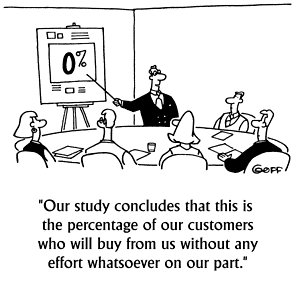 0%
GOFF
"Our study concludes that this is
the percentage of our customers
who will buy from us without any
effort whatsoever on our part."